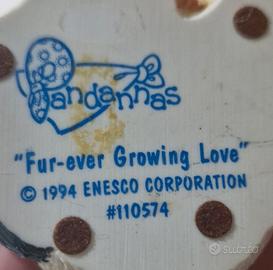 Bandannas
"Fur-ever Growing Love"
© 1994 ENESCO CORPORATION
#110574
subito